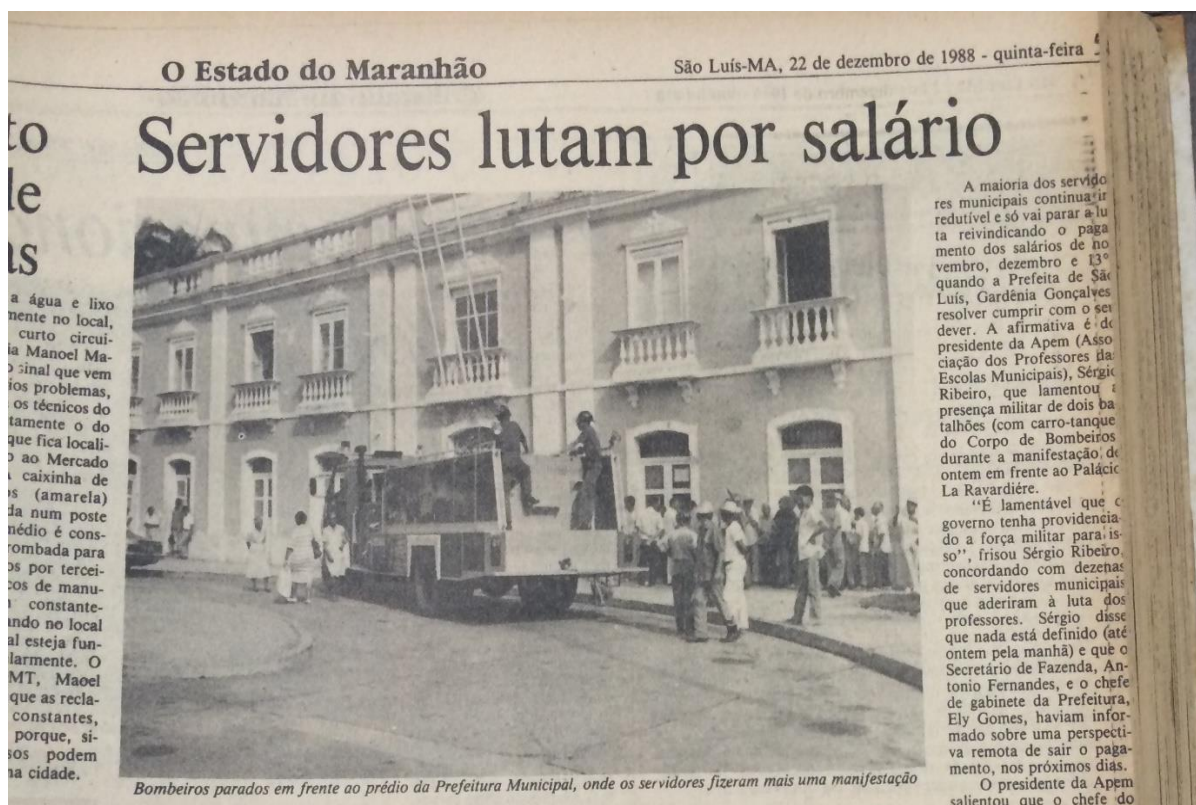 O Estado do Maranhão
São Luís-MA, 22 de dezembro de 1988 - quinta-feira
to
de
as
a água e lixo
mente no local,
curto circui-
ia Manoel Ma-
sinal que vem
ios problemas,
os técnicos do
tamente o do
que fica locali-
o ao Mercado
caixinha de
os (amarela)
da num poste
médio é cons-
rombada para
os por tercei-
cos de manu-
constante-
ando no local
al esteja fun-
larmente. O
MT, Maoel
que as recla-
constantes,
porque, si-
sos podem
na cidade.
Servidores lutam por salário
Bombeiros parados em frente ao prédio da Prefeitura Municipal, onde os servidores fizeram mais uma manifestação
A maioria dos servido
res municipais continua ir
redutível e só vai parar a lu
ta reivindicando o paga
mento dos salários de no
vembro, dezembro e 13º
quando a Prefeita de São
Luís, Gardênia Gonçalves
resolver cumprir com o seu
dever. A afirmativa é do
presidente da Apem (Asso
ciação dos Professores das
Escolas Municipais), Sérgio
Ribeiro, que lamentou a
presença militar de dois ba
talhões (com carro-tanque
do Corpo de Bombeiros
durante a manifestação de
ontem em frente ao Palácio
La Ravardiére.
"É lamentável que o
governo tenha providencia-
do a força militar para is-
so", frisou Sérgio Ribeiro,
concordando com dezenas
de servidores municipais
que aderiram à luta dos
professores. Sérgio disse
que nada está definido (até
ontem pela manhã) e que o
Secretário de Fazenda, An-
tonio Fernandes, e o chefe
de gabinete da Prefeitura,
Ely Gomes, haviam infor-
mado sobre uma perspecti-
va remota de sair o paga-
mento, nos próximos dias.
O presidente da Apem
salientou que o chefe do